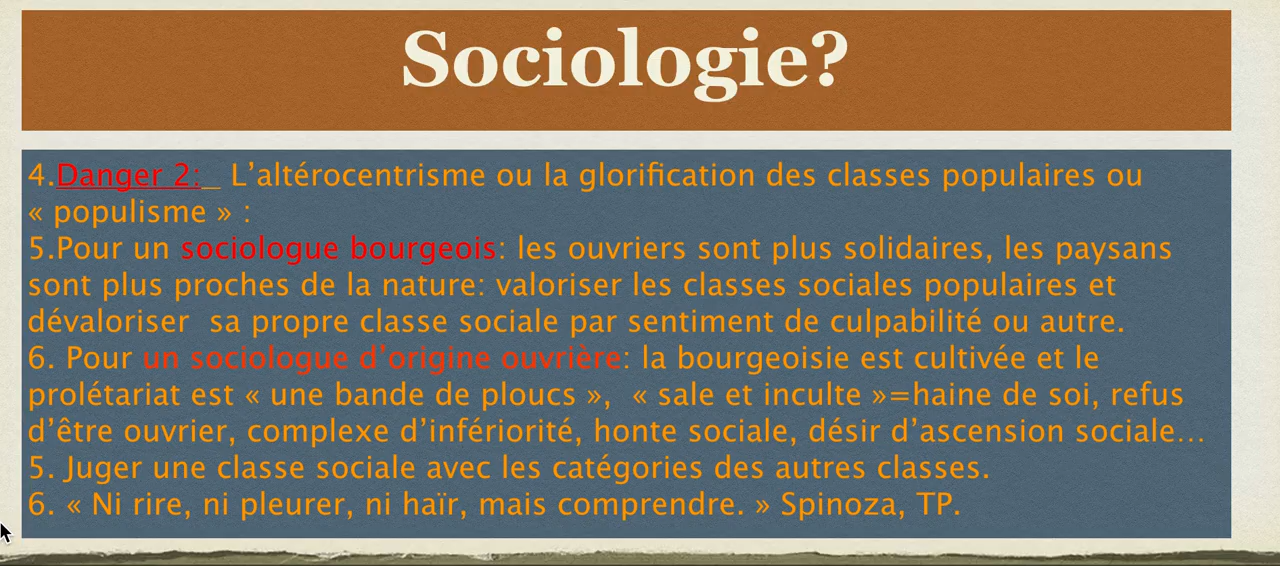 Sociologie?
4.Danger 2:_ L’altérocentrisme ou la glorification des classes populaires ou
« populisme » :
5.Pour un sociologue bourgeois: les ouvriers sont plus solidaires, les paysans
sont plus proches de la nature: valoriser les classes sociales populaires et
dévaloriser  sa propre classe sociale par sentiment de culpabilité ou autre.
6. Pour un sociologue d’origine ouvrière: la bourgeoisie est cultivée et le
prolétariat est « une bande de ploucs »,  « sale et inculte »=haine de soi, refus
d’être ouvrier, complexe d’infériorité, honte sociale, désir d’ascension sociale…
5. Juger une classe sociale avec les catégories des autres classes.
6. « Ni rire, ni pleurer, ni haïr, mais comprendre. » Spinoza, TP.